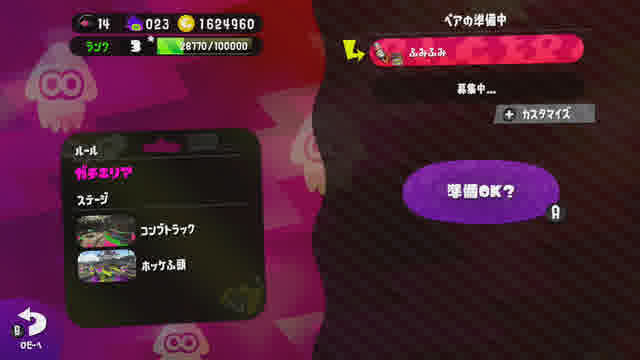 14 023 1624960
ランク 3 28770/100000
ペアの準備中
ふみふみ
募集中...
+ カスタマイズ
ルール
ガチホリア
ステージ
コンブトラック
ホッケふ頭
準備OK?
A
B
ロビーへ